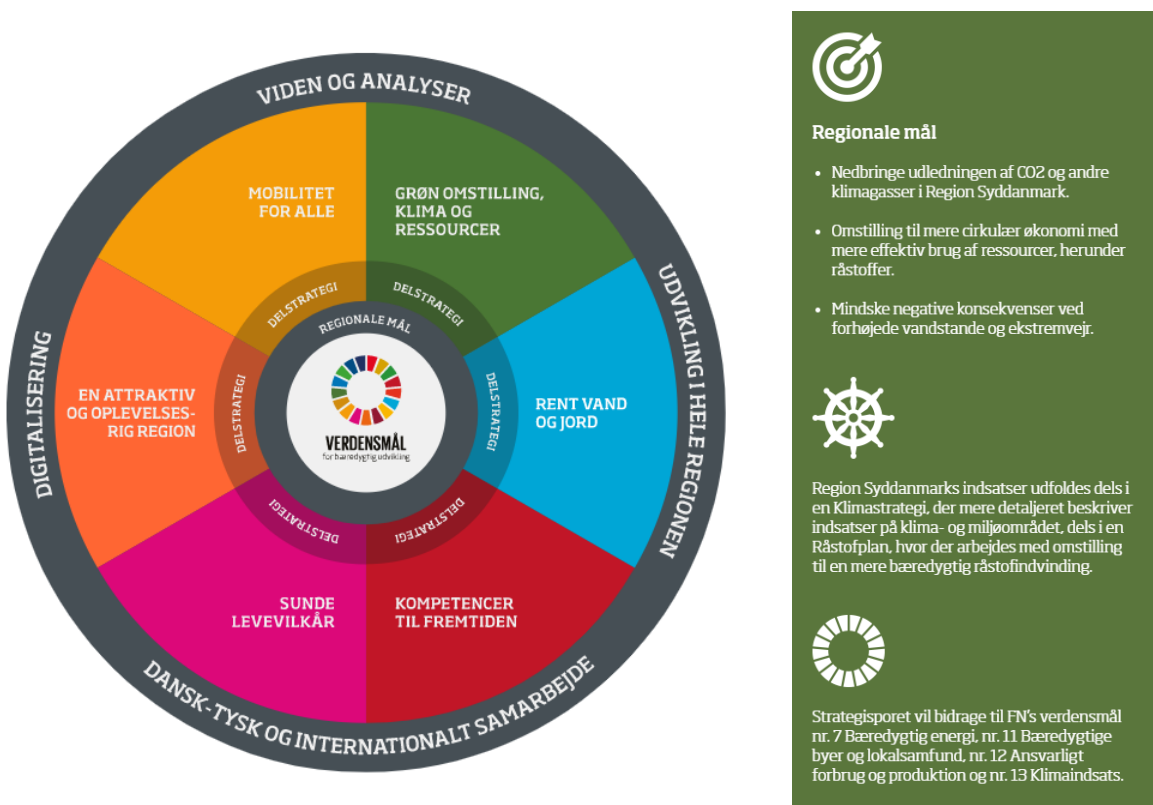 VIDEN OG ANALYSER
UDVIKLING I HELE REGIONEN
DANSK-TYSK OG INTERNATIONALT SAMARBEJDE
DIGITALISERING
MOBILITET
FOR ALLE
GRØN OMSTILLING,
KLIMA OG
RESSOURCER
RENT VAND
OG JORD
KOMPETENCER
TIL FREMTIDEN
SUNDE
LEVEVILKÅR
EN ATTRAKTIV
OG OPLEVELSES-
RIG REGION
DELSTRATEGI
DELSTRATEGI
DELSTRATEGI
DELSTRATEGI
DELSTRATEGI
DELSTRATEGI
REGIONALE MÅL
VERDENSMÅL
for bæredygtig udvikling
Regionale mål
• Nedbringe udledningen af CO2 og andre
klimagasser i Region Syddanmark.
• Omstilling til mere cirkulær økonomi med
mere effektiv brug af ressourcer, herunder
råstoffer.
• Mindske negative konsekvenser ved
forhøjede vandstande og ekstremvejr.
Region Syddanmarks indsatser udfoldes dels i
en Klimastrategi, der mere detaljeret beskriver
indsatser på klima- og miljøområdet, dels i en
Råstofplan, hvor der arbejdes med omstilling
til en mere bæredygtig råstofindvinding.
Strategisporet vil bidrage til FN's verdensmål
nr. 7 Bæredygtig energi, nr. 11 Bæredygtige
byer og lokalsamfund, nr. 12 Ansvarligt
forbrug og produktion og nr. 13 Klimaindsats.